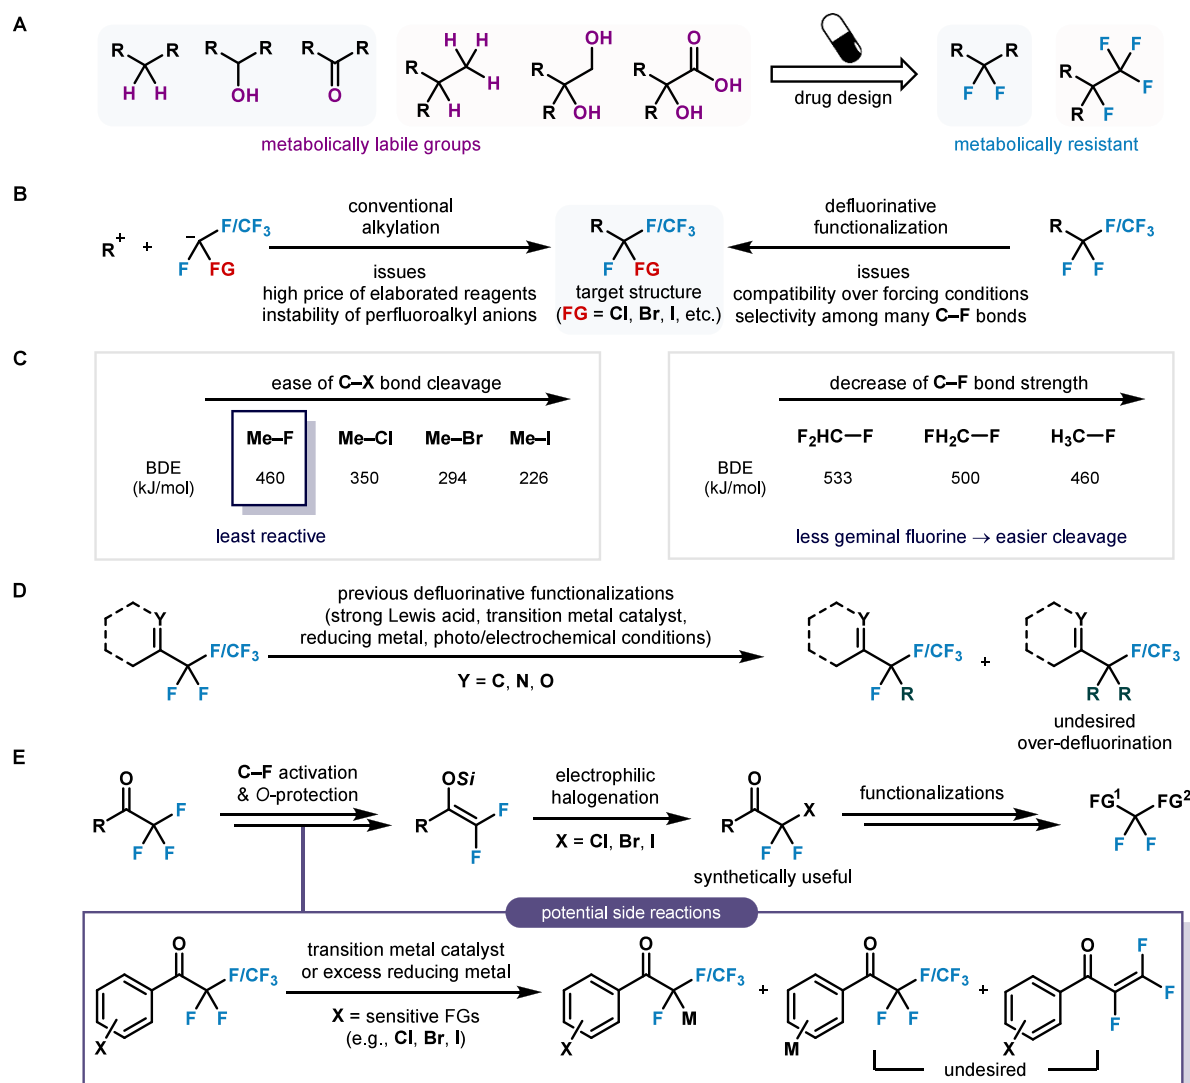 A
R R
H H
R R
OH
R R
O
H H
R H
R H
OH
R
R OH
O
R OH
R OH
drug design
R R
F F
F F
R F
R F
metabolically labile groups
metabolically resistant
B
R+ + − F/CF3
F FG
conventional
alkylation
issues
high price of elaborated reagents
instability of perfluoroalkyl anions
R F/CF3
F FG
target structure
(FG = Cl, Br, I, etc.)
defluorinative
functionalization
issues
compatibility over forcing conditions
selectivity among many C–F bonds
R F/CF3
F F
C
ease of C–X bond cleavage
Me–F Me–Cl Me–Br Me–I
BDE
(kJ/mol)
460 350 294 226
least reactive
decrease of C–F bond strength
F2HC–F FH2C–F H3C–F
BDE
(kJ/mol)
533 500 460
less geminal fluorine → easier cleavage
D
Y
F/CF3
F F
previous defluorinative functionalizations
(strong Lewis acid, transition metal catalyst,
reducing metal, photo/electrochemical conditions)
Y = C, N, O
Y
F/CF3
F R
+
Y
F/CF3
R R
undesired
over-defluorination
E
O
R F
F F
C–F activation
& O-protection
OSi
R F
F
electrophilic
halogenation
X = Cl, Br, I
O
R X
F F
synthetically useful
functionalizations
FG1 FG2
F F
potential side reactions
O
F/CF3
F F
X
transition metal catalyst
or excess reducing metal
X = sensitive FGs
(e.g., Cl, Br, I)
O
F/CF3
F M
X
+
O
F/CF3
F F
M
+
O F
F
F
X
undesired